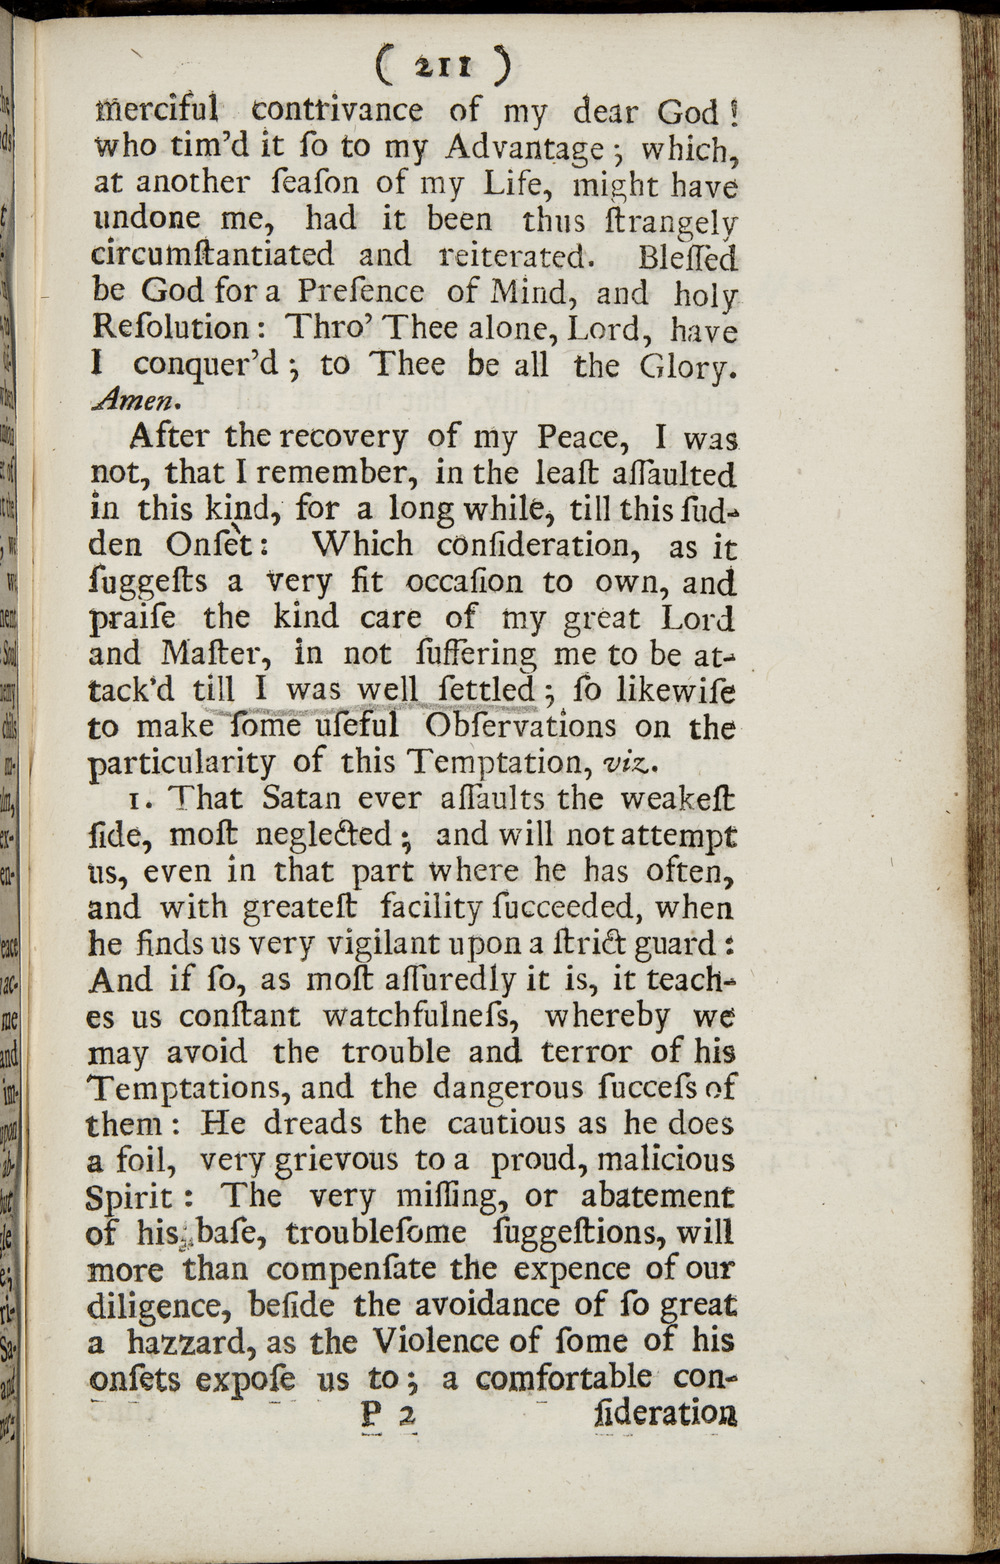 ( 211 )
merciful contrivance of my dear God!
who tim’d it ſo to my Advantage; which,
at another ſeaſon of my Life, might have
undone me, had it been thus ſtrangely
circumſtantiated and reiterated. Bleſſed
be God for a Preſence of Mind, and holy
Reſolution: Thro’ Thee alone, Lord, have
I conquer’d; to Thee be all the Glory.
Amen.
After the recovery of my Peace, I was
not, that I remember, in the leaſt aſſaulted
in this kind, for a long while, till this ſud-
den Onſet: Which conſideration, as it
ſuggeſts a very fit occaſion to own, and
praiſe the kind care of my great Lord
and Maſter, in not ſuffering me to be at-
tack’d till I was well ſettled; ſo likewiſe
to make ſome uſeful Obſervations on the
particularity of this Temptation, viz.
1. That Satan ever aſſaults the weakeſt
ſide, moſt neglected; and will not attempt
us, even in that part where he has often,
and with greateſt facility ſucceeded, when
he finds us very vigilant upon a ſtrict guard:
And if ſo, as moſt aſſuredly it is, it teach-
es us conſtant watchfulneſs, whereby we
may avoid the trouble and terror of his
Temptations, and the dangerous ſucceſs of
them: He dreads the cautious as he does
a foil, very grievous to a proud, malicious
Spirit: The very miſſing, or abatement
of his baſe, troubleſome ſuggeſtions, will
more than compenſate the expence of our
diligence, beſide the avoidance of ſo great
a hazzard, as the Violence of ſome of his
onſets expoſe us to; a comfortable con-
P 2 ſideration